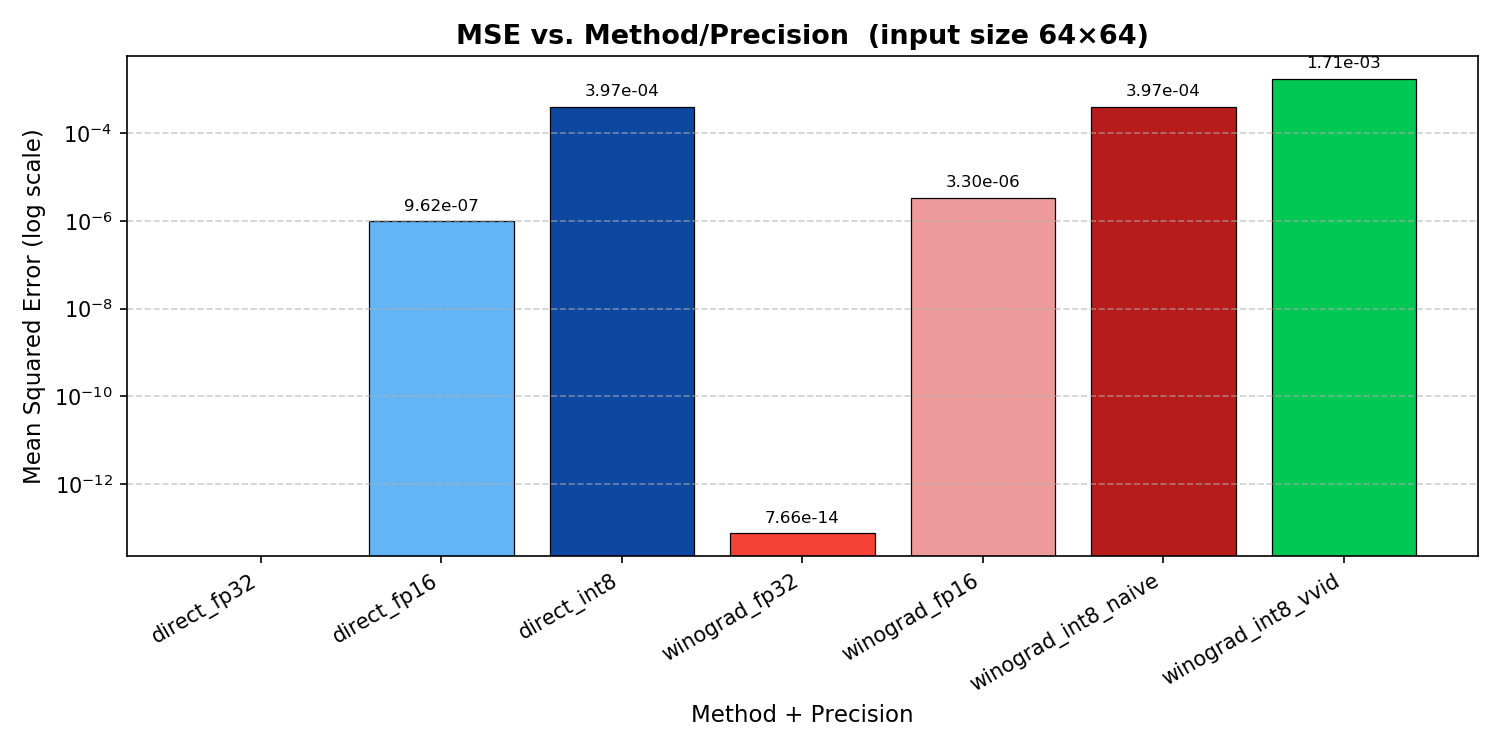 MSE vs. Method/Precision  (input size 64×64)
1.71e-03
3.97e-04
3.97e-04
3.30e-06
9.62e-07
7.66e-14
Mean Squared Error (log scale)
10⁻⁴
10⁻⁶
10⁻⁸
10⁻¹⁰
10⁻¹²
direct_fp32
direct_fp16
direct_int8
winograd_fp32
winograd_fp16
winograd_int8_naive
winograd_int8_vvid
Method + Precision